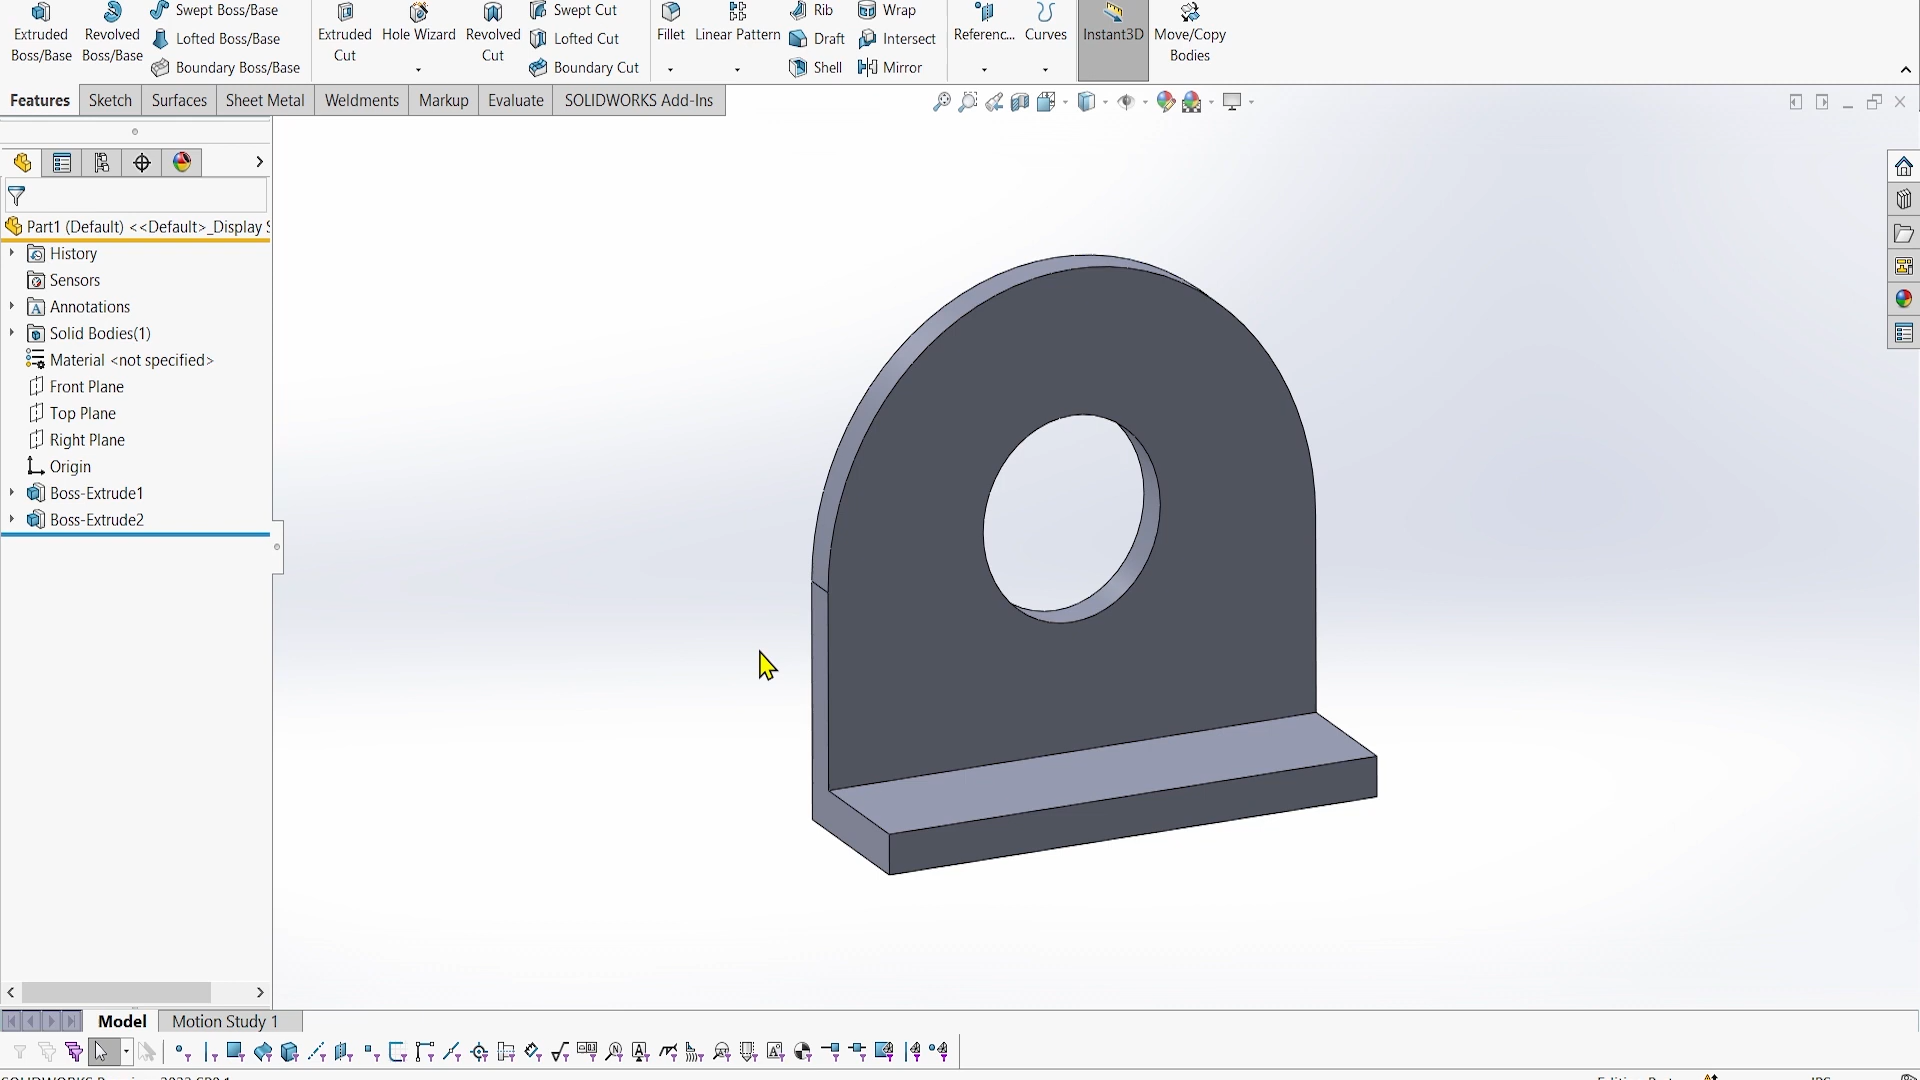 Extruded Boss/Base
Revolved Boss/Base
Swept Boss/Base
Lofted Boss/Base
Boundary Boss/Base
Extruded Cut
Hole Wizard
Revolved Cut
Swept Cut
Lofted Cut
Boundary Cut
Fillet
Linear Pattern
Rib
Draft
Shell
Wrap
Intersect
Mirror
Referenc...
Curves
Instant3D
Move/Copy Bodies
Features
Sketch
Surfaces
Sheet Metal
Weldments
Markup
Evaluate
SOLIDWORKS Add-Ins
Part1 (Default) <<Default>_Display
History
Sensors
Annotations
Solid Bodies(1)
Material <not specified>
Front Plane
Top Plane
Right Plane
Origin
Boss-Extrude1
Boss-Extrude2
Model
Motion Study 1